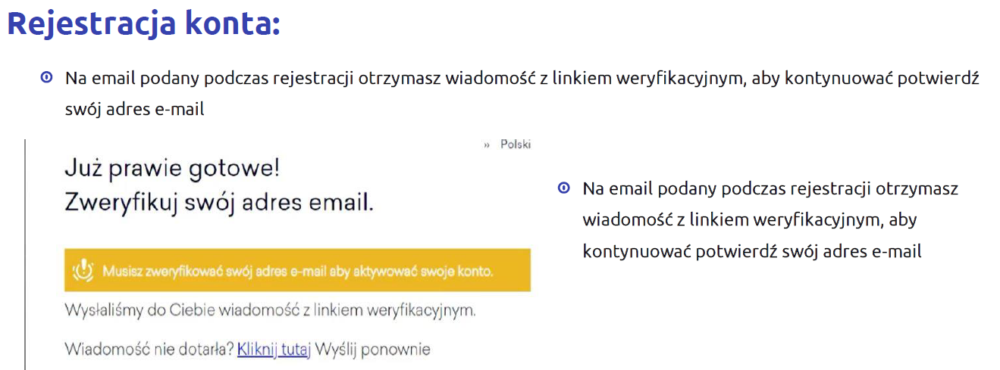 Rejestracja konta:
Na email podany podczas rejestracji otrzymasz wiadomość z linkiem weryfikacyjnym, aby kontynuować potwierdź
swój adres e-mail
» Polski
Już prawie gotowe!
Zweryfikuj swój adres email.
Musisz zweryfikować swój adres e-mail aby aktywować swoje konto.
Wysłaliśmy do Ciebie wiadomość z linkiem weryfikacyjnym.
Wiadomość nie dotarła? Kliknij tutaj Wyślij ponownie
Na email podany podczas rejestracji otrzymasz
wiadomość z linkiem weryfikacyjnym, aby
kontynuować potwierdź swój adres e-mail